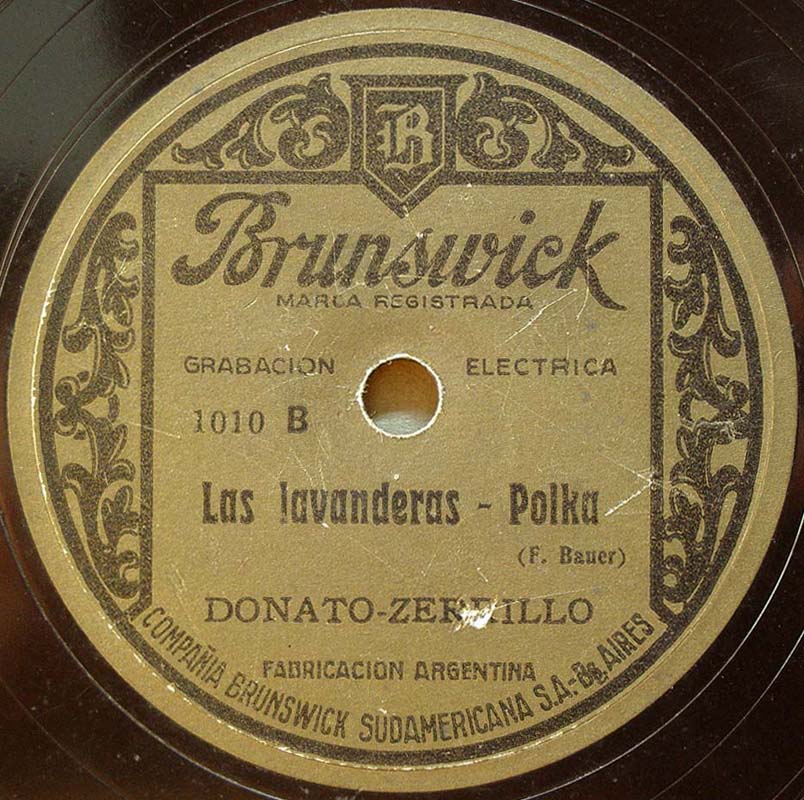 B
Brunswick
MARCA REGISTRADA
GRABACION ELECTRICA
1010 B
Las lavanderas - Polka
(F. Bauer)
DONATO-ZERRILLO
FABRICACION ARGENTINA
COMPAÑIA BRUNSWICK SUDAMERICANA S.A.-Bs AIRES